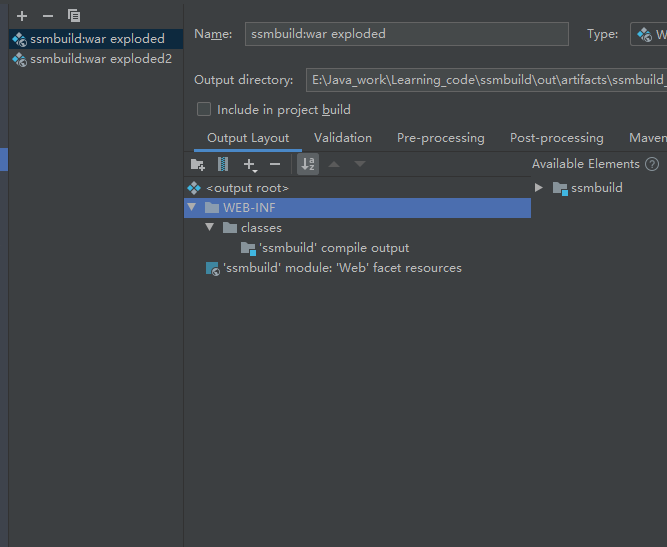 ssmbuild:war exploded
ssmbuild:war exploded2
Name: ssmbuild:war exploded Type:
Output directory: E:\Java_work\Learning_code\ssmbuild\out\artifacts\ssmbuild_
Include in project build
Output Layout Validation Pre-processing Post-processing Maven
Available Elements
<output root>
ssmbuild
WEB-INF
classes
'ssmbuild' compile output
'ssmbuild' module: 'Web' facet resources